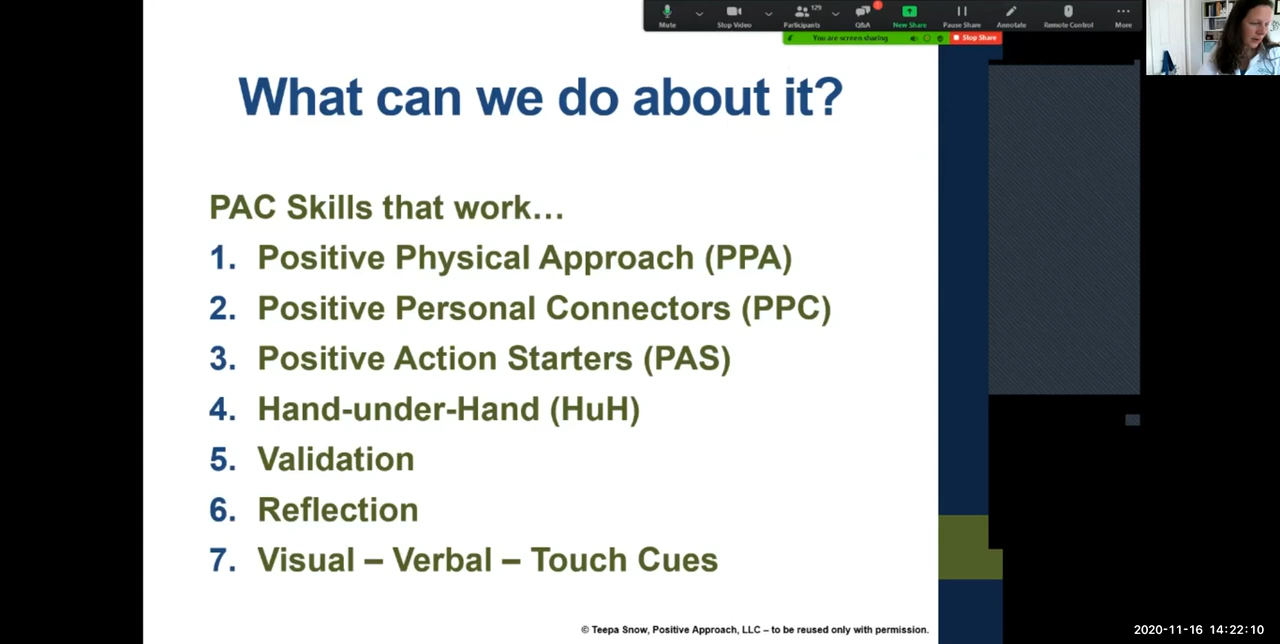 Mute
Stop Video
129
Participants
Q&A
New Share
Pause Share
Annotate
Remote Control
More
You are screen sharing
Stop Share
What can we do about it?
PAC Skills that work…
1. Positive Physical Approach (PPA)
2. Positive Personal Connectors (PPC)
3. Positive Action Starters (PAS)
4. Hand-under-Hand (HuH)
5. Validation
6. Reflection
7. Visual – Verbal – Touch Cues
© Teepa Snow, Positive Approach, LLC – to be reused only with permission.
2020-11-16 14:22:10